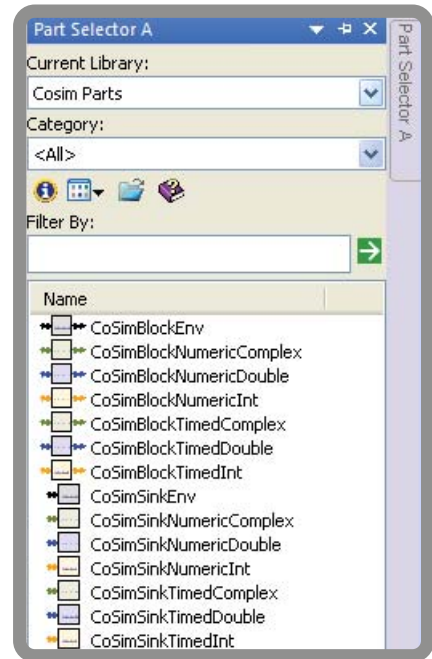 Part Selector A
Part Selector A
Current Library:
Cosim Parts
Category:
<All>
Filter By:
Name
CoSimBlockEnv
CoSimBlockNumericComplex
CoSimBlockNumericDouble
CoSimBlockNumericInt
CoSimBlockTimedComplex
CoSimBlockTimedDouble
CoSimBlockTimedInt
CoSimSinkEnv
CoSimSinkNumericComplex
CoSimSinkNumericDouble
CoSimSinkNumericInt
CoSimSinkTimedComplex
CoSimSinkTimedDouble
CoSimSinkTimedInt